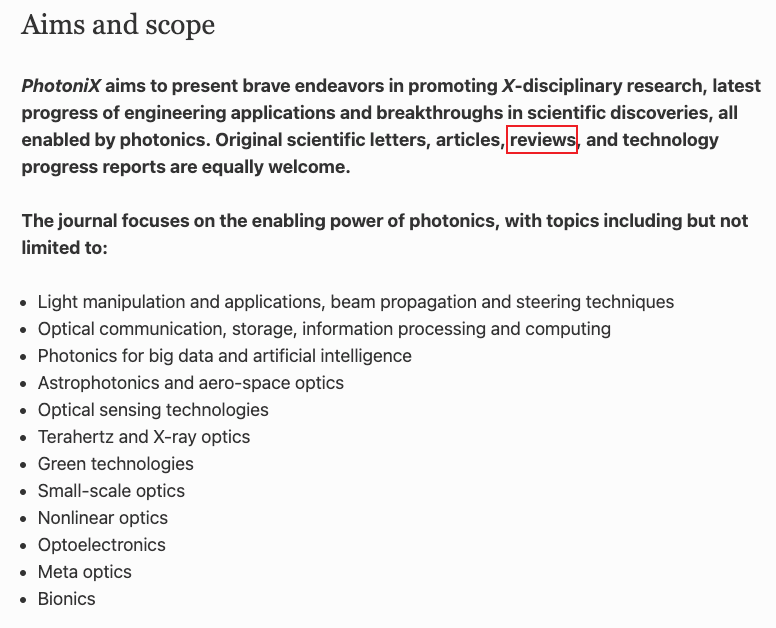 Aims and scope
PhotoniX aims to present brave endeavors in promoting X-disciplinary research, latest
progress of engineering applications and breakthroughs in scientific discoveries, all
enabled by photonics. Original scientific letters, articles, reviews, and technology
progress reports are equally welcome.
The journal focuses on the enabling power of photonics, with topics including but not
limited to:
• Light manipulation and applications, beam propagation and steering techniques
• Optical communication, storage, information processing and computing
• Photonics for big data and artificial intelligence
• Astrophotonics and aero-space optics
• Optical sensing technologies
• Terahertz and X-ray optics
• Green technologies
• Small-scale optics
• Nonlinear optics
• Optoelectronics
• Meta optics
• Bionics